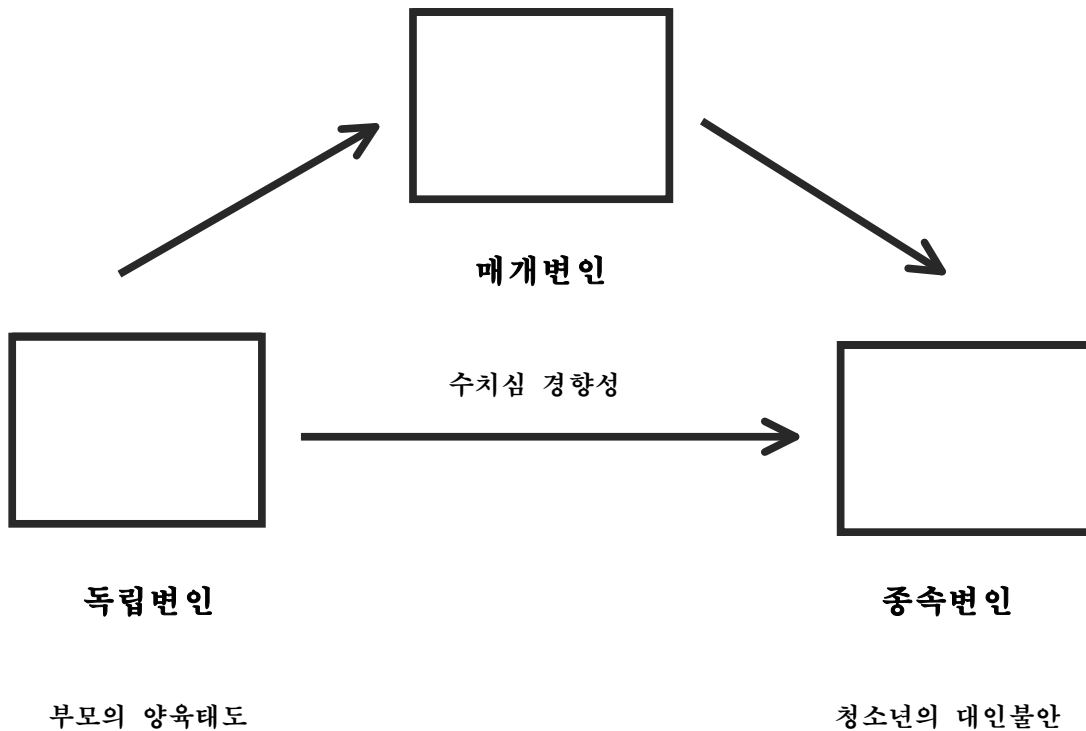 매개변인
수치심 경향성
독립변인
종속변인
부모의 양육태도
청소년의 대인불안